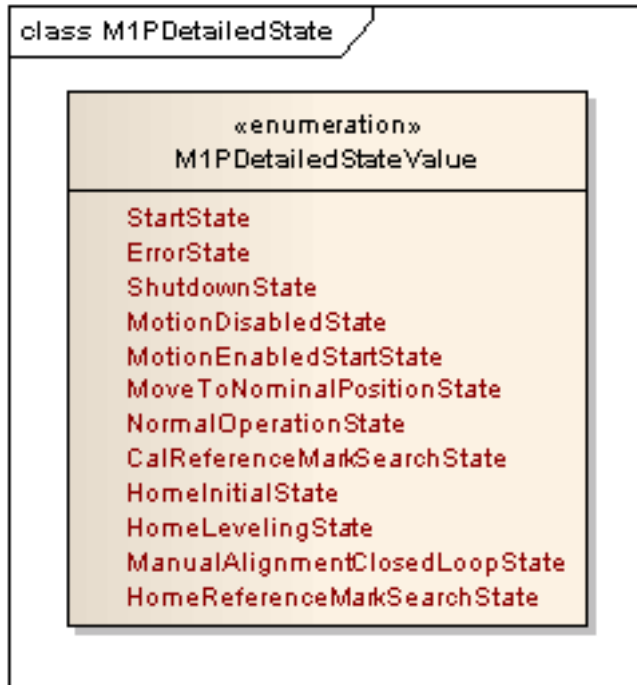 class M1PDetailedState
«enumeration»
M1PDetailedStateValue
StartState
ErrorState
ShutdownState
MotionDisabledState
MotionEnabledStartState
MoveToNominalPositionState
NormalOperationState
CalReferenceMarkSearchState
HomeInitialState
HomeLevelingState
ManualAlignmentClosedLoopState
HomeReferenceMarkSearchState